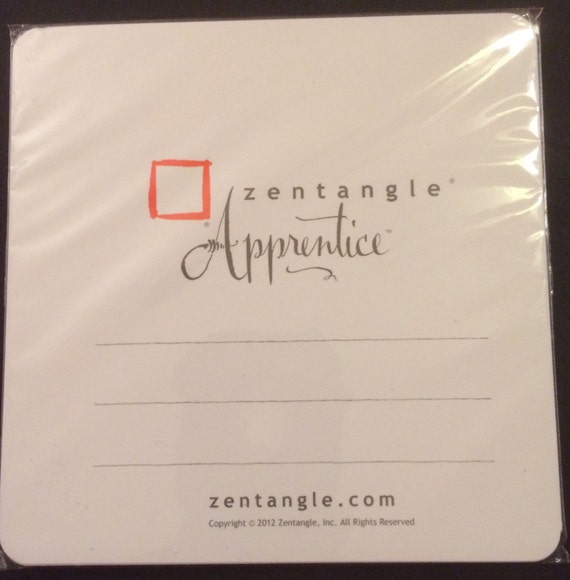 zentangle®
Apprentice™
zentangle.com
Copyright © 2012 Zentangle, Inc. All Rights Reserved